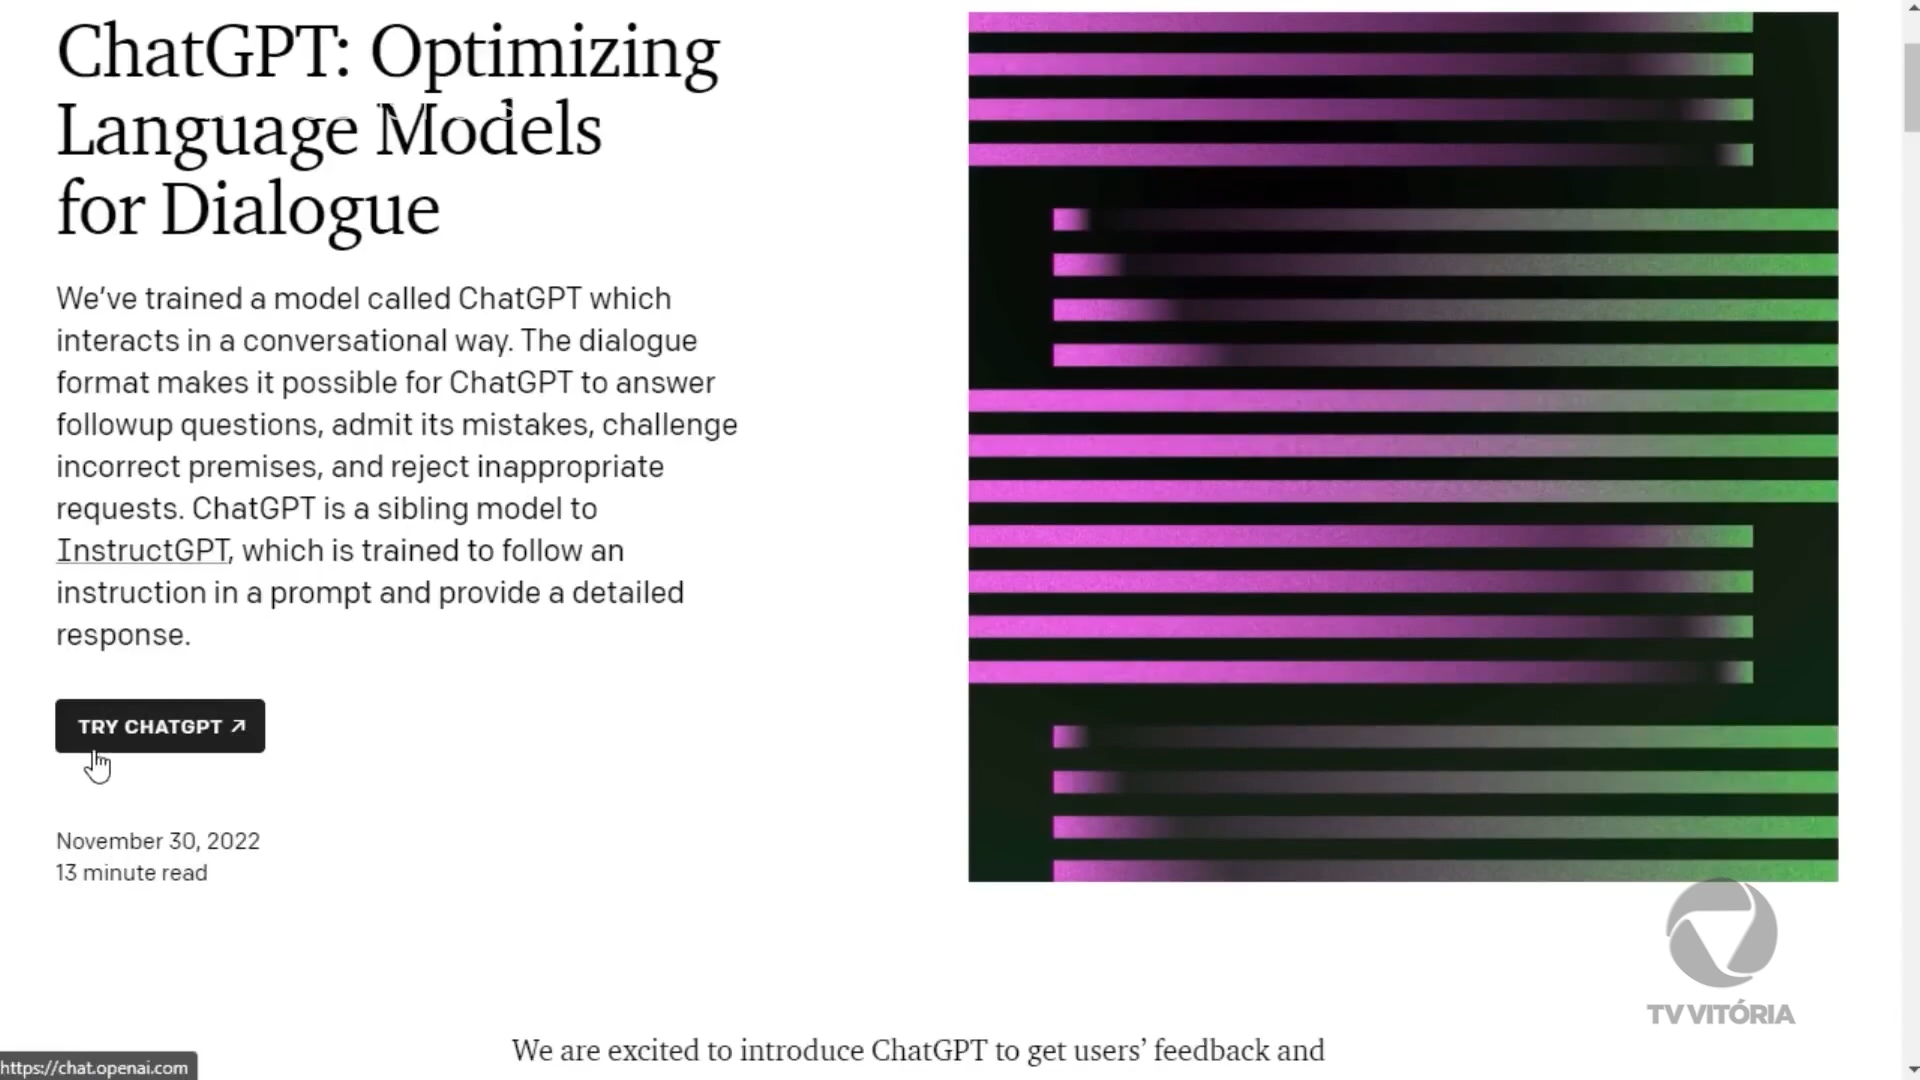 ChatGPT: Optimizing
Language Models
for Dialogue
We’ve trained a model called ChatGPT which
interacts in a conversational way. The dialogue
format makes it possible for ChatGPT to answer
followup questions, admit its mistakes, challenge
incorrect premises, and reject inappropriate
requests. ChatGPT is a sibling model to
InstructGPT, which is trained to follow an
instruction in a prompt and provide a detailed
response.
TRY CHATGPT ↗
November 30, 2022
13 minute read
TV VITÓRIA
We are excited to introduce ChatGPT to get users’ feedback and
https://chat.openai.com